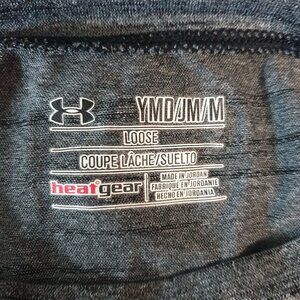 YMD/JM/M
LOOSE
COUPE LÂCHE/SUELTO
heatgear
MADE IN JORDAN
FABRIQUÉ EN JORDANIE
HECHO EN JORDANIA